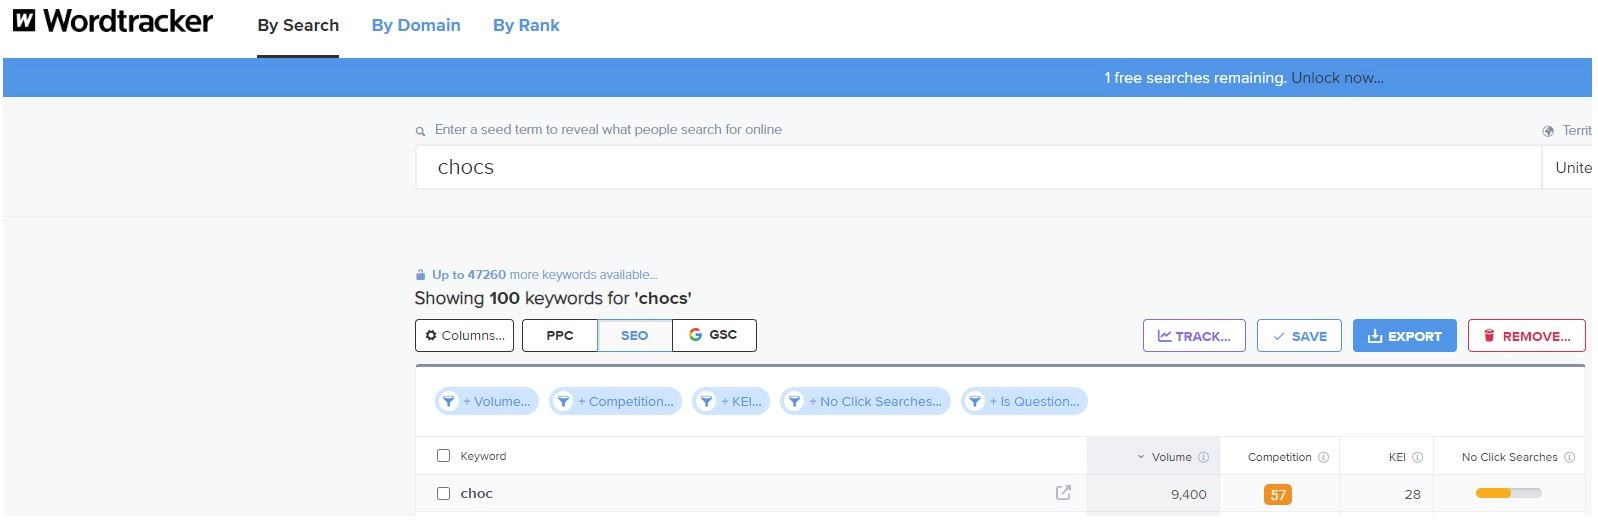 W Wordtracker By Search By Domain By Rank
1 free searches remaining. Unlock now...
Enter a seed term to reveal what people search for online
chocs
Up to 47260 more keywords available...
Showing 100 keywords for 'chocs'
Columns... PPC SEO GSC TRACK... SAVE EXPORT REMOVE...
+ Volume... + Competition... + KEI... + No Click Searches... + Is Question...
Keyword Volume Competition KEI No Click Searches
choc 9,400 57 28